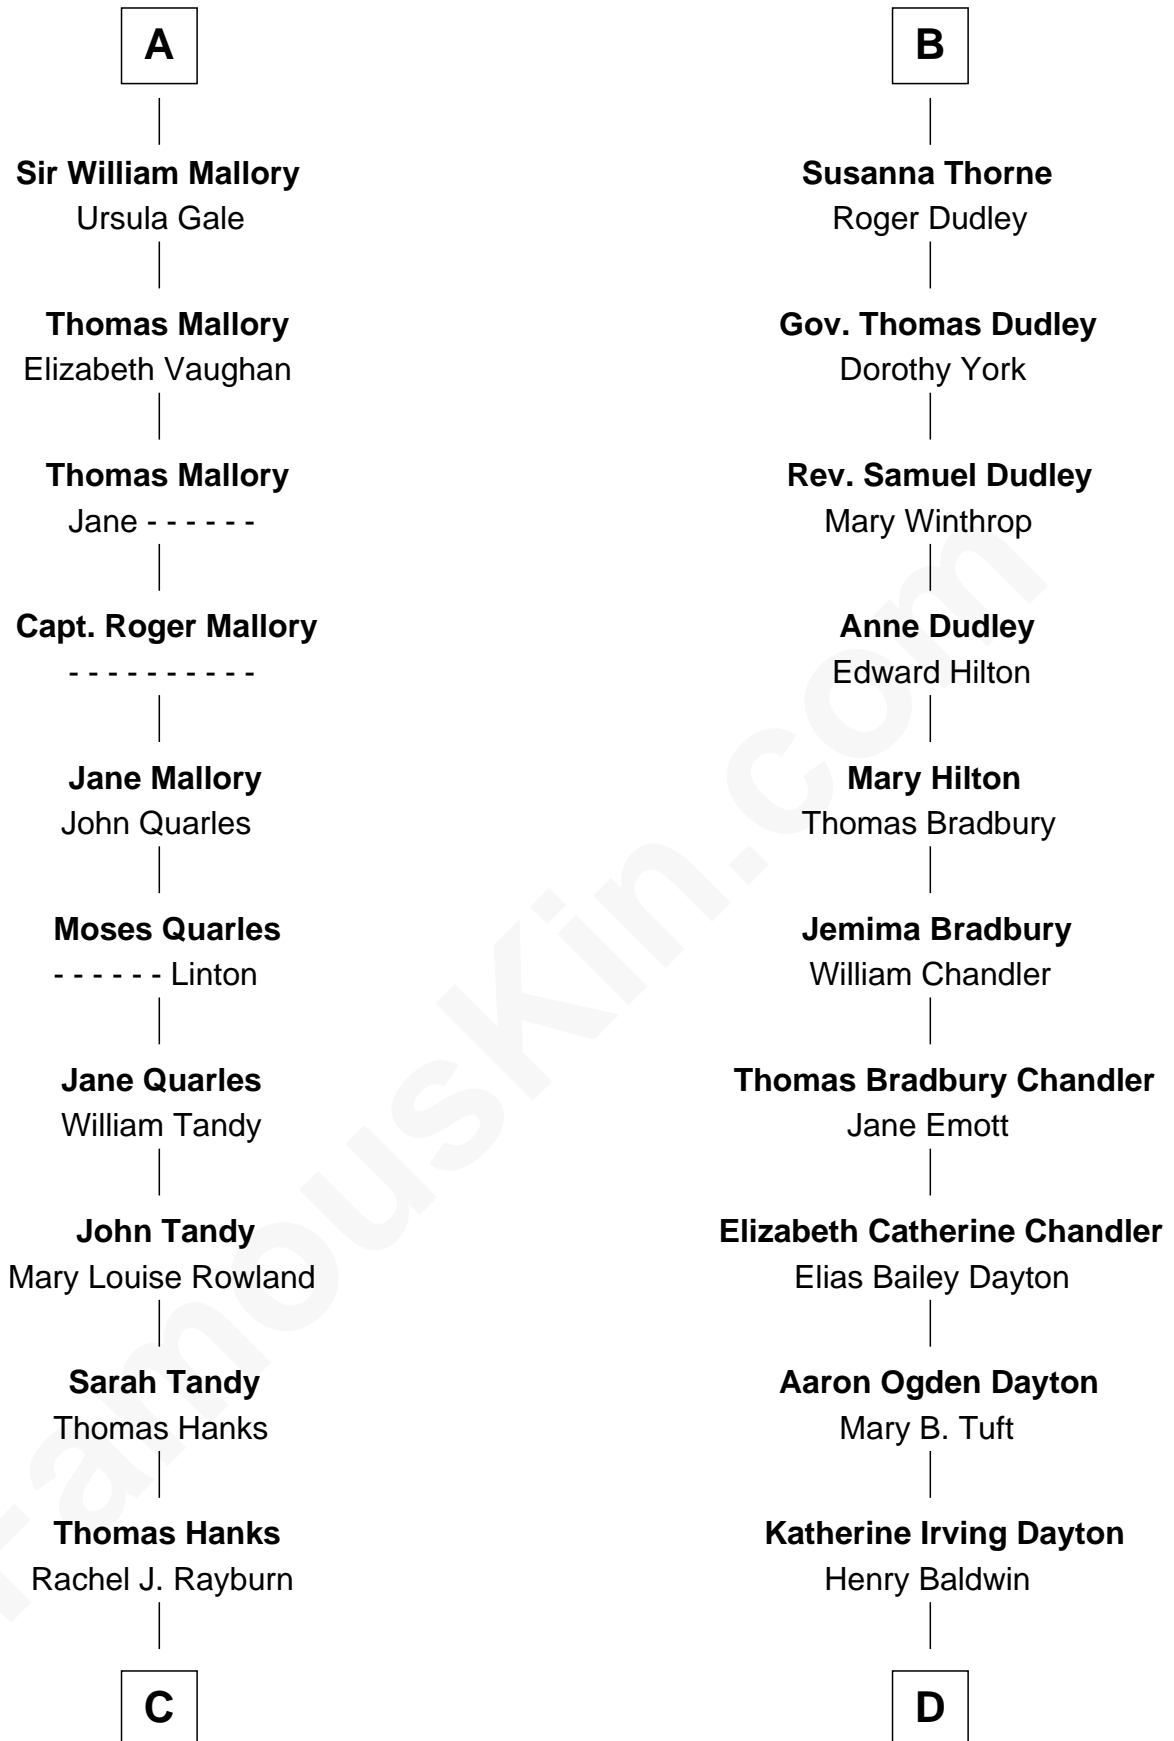 A
Sir William Mallory
Ursula Gale
Thomas Mallory
Elizabeth Vaughan
Thomas Mallory
Jane - - - - - -
Capt. Roger Mallory
- - - - - - - - - -
Jane Mallory
John Quarles
Moses Quarles
- - - - - - Linton
Jane Quarles
William Tandy
John Tandy
Mary Louise Rowland
Sarah Tandy
Thomas Hanks
Thomas Hanks
Rachel J. Rayburn
C
B
Susanna Thorne
Roger Dudley
Gov. Thomas Dudley
Dorothy York
Rev. Samuel Dudley
Mary Winthrop
Anne Dudley
Edward Hilton
Mary Hilton
Thomas Bradbury
Jemima Bradbury
William Chandler
Thomas Bradbury Chandler
Jane Emott
Elizabeth Catherine Chandler
Elias Bailey Dayton
Aaron Ogden Dayton
Mary B. Tuft
Katherine Irving Dayton
Henry Baldwin
D
FamousKin.com